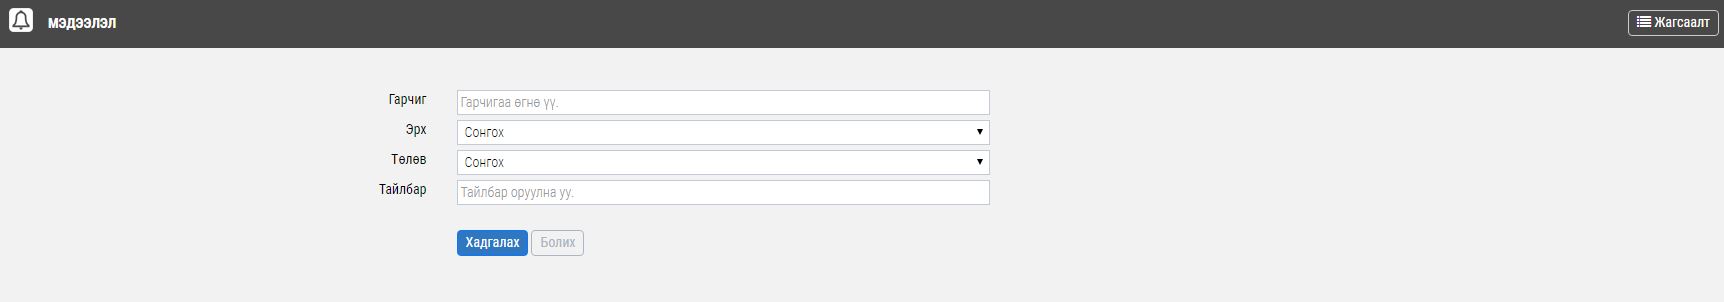 мэдээлэл
Жагсаалт
Гарчиг
Гарчигаа өгнө үү.
Эрх
Сонгох
Төлөв
Сонгох
Тайлбар
Тайлбар оруулна уу.
Хадгалах Болих